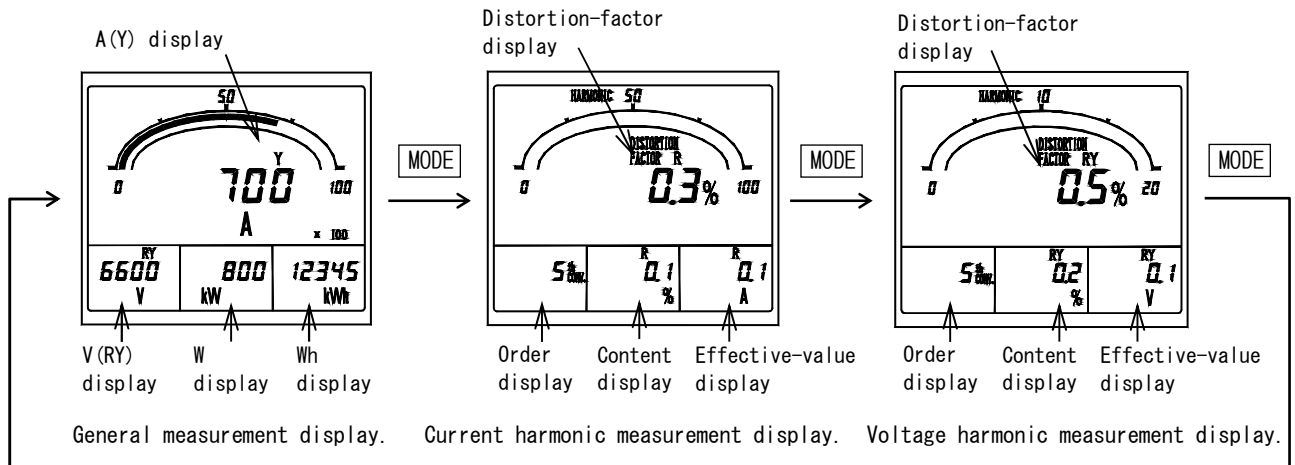 A(Y) display
Distortion-factor
display
Distortion-factor
display
50
Y
0
700
100
A
× 100
RY
6600
V
800
kW
12345
kWh
MODE
HARMONIC 50
DISTORTION
FACTOR R
0
0.3%
100
5th
CONV.
R
0.1
%
R
0.1
A
MODE
HARMONIC 10
DISTORTION
FACTOR RY
0
0.5%
20
5th
CONV.
RY
0.2
%
RY
0.1
V
MODE
V(RY)
display
W
display
Wh
display
Order
display
Content
display
Effective-value
display
Order
display
Content
display
Effective-value
display
General measurement display.
Current harmonic measurement display.
Voltage harmonic measurement display.